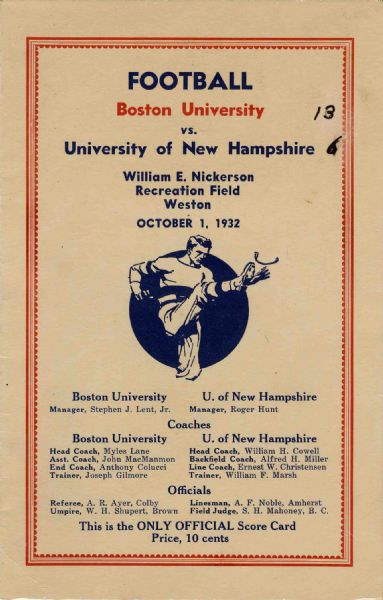 FOOTBALL
Boston University 13
vs.
University of New Hampshire 6
William E. Nickerson
Recreation Field
Weston
OCTOBER 1, 1932
Boston University
Manager, Stephen J. Lent, Jr.
U. of New Hampshire
Manager, Roger Hunt
Coaches
Boston University
Head Coach, Myles Lane
Asst. Coach, John MacMannmon
End Coach, Anthony Colucci
Trainer, Joseph Gilmore
U. of New Hampshire
Head Coach, William H. Cowell
Backfield Coach, Alfred H. Miller
Line Coach, Ernest W. Christensen
Trainer, William F. Marsh
Officials
Referee, A. R. Ayer, Colby
Umpire, W. H. Shupert, Brown
Linesman, A. F. Noble, Amherst
Field Judge, S. H. Mahoney, B. C.
This is the ONLY OFFICIAL Score Card
Price, 10 cents